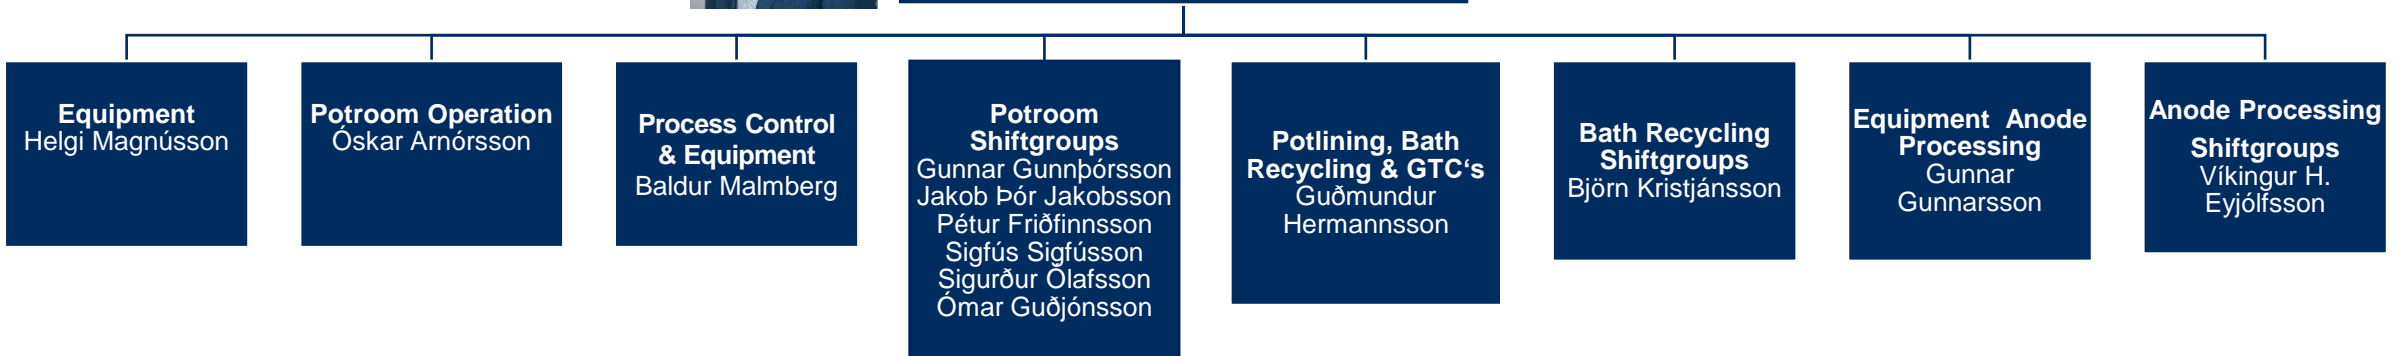 Equipment
Helgi Magnússon
Potroom Operation
Óskar Arnórsson
Process Control
& Equipment
Baldur Malmberg
Potroom
Shiftgroups
Gunnar Gunnþórsson
Jakob Þór Jakobsson
Pétur Friðfinnsson
Sigfús Sigfússon
Sigurður Ólafsson
Ómar Guðjónsson
Potlining, Bath
Recycling & GTC‘s
Guðmundur
Hermannsson
Bath Recycling
Shiftgroups
Björn Kristjánsson
Equipment Anode
Processing
Gunnar
Gunnarsson
Anode Processing
Shiftgroups
Víkingur H.
Eyjólfsson